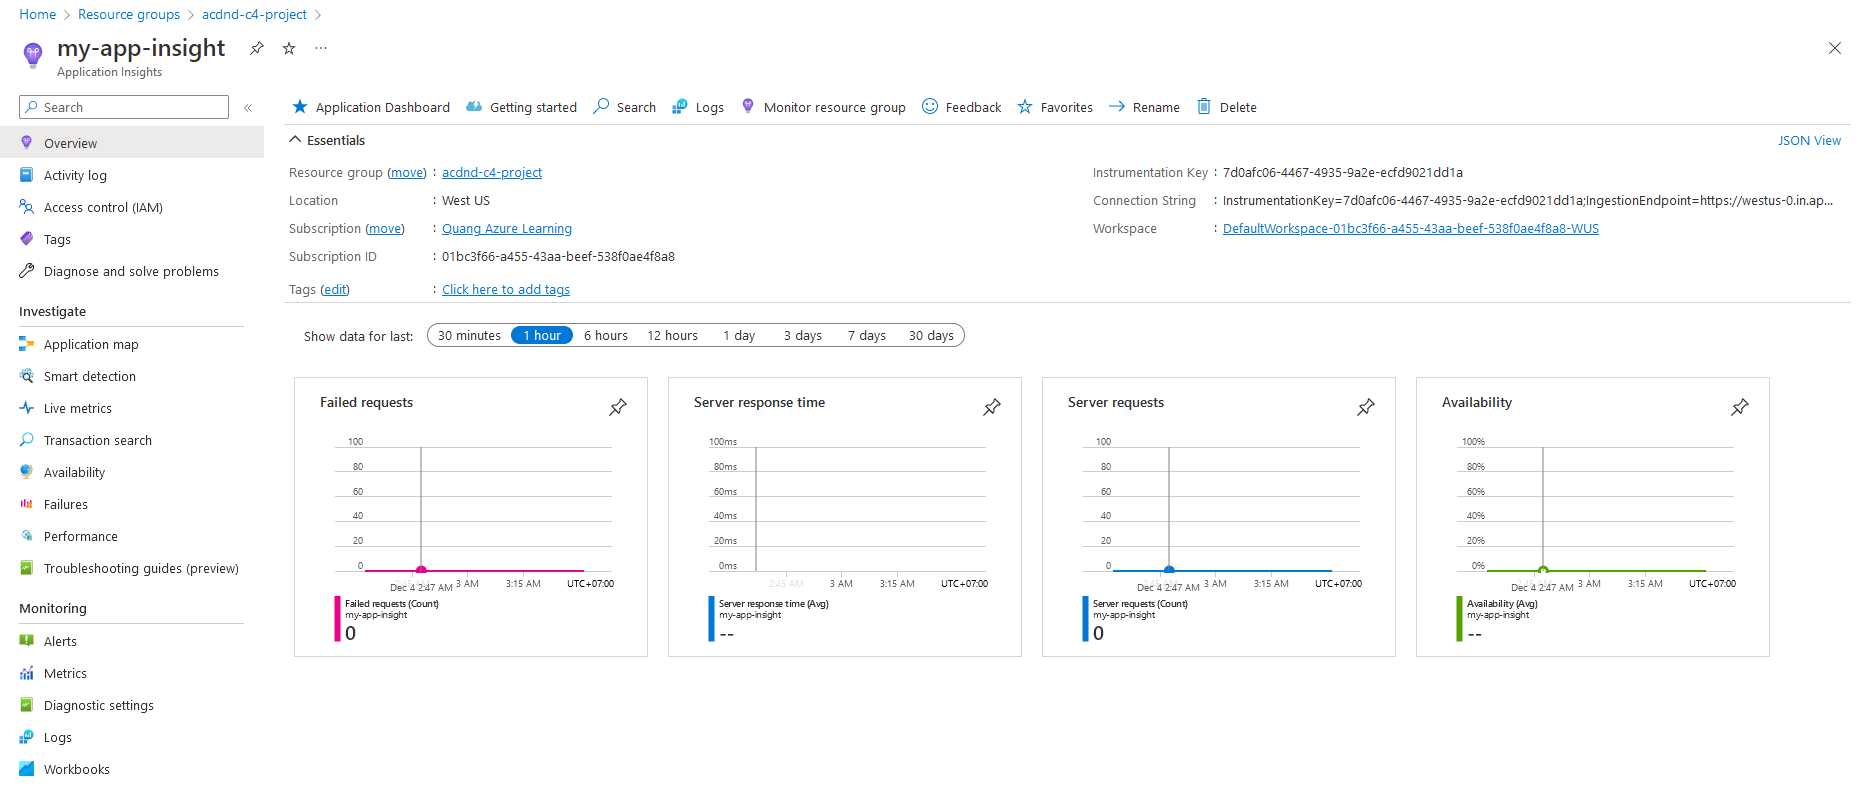 Home > Resource groups > acdnd-c4-project >
my-app-insight
Application Insights
Search
Overview
Activity log
Access control (IAM)
Tags
Diagnose and solve problems
Investigate
Application map
Smart detection
Live metrics
Transaction search
Availability
Failures
Performance
Troubleshooting guides (preview)
Monitoring
Alerts
Metrics
Diagnostic settings
Logs
Workbooks
Application Dashboard Getting started Search Logs Monitor resource group Feedback Favorites Rename Delete
Essentials
JSON View
Resource group (move) : acdnd-c4-project
Location : West US
Subscription (move) : Quang Azure Learning
Subscription ID : 01bc3f66-a455-43aa-beef-538f0ae4f8a8
Tags (edit) : Click here to add tags
Instrumentation Key : 7d0afc06-4467-4935-9a2e-ecfd9021dd1a
Connection String : InstrumentationKey=7d0afc06-4467-4935-9a2e-ecfd9021dd1a;IngestionEndpoint=https://westus-0.in.ap...
Workspace : DefaultWorkspace-01bc3f66-a455-43aa-beef-538f0ae4f8a8-WUS
Show data for last: 30 minutes 1 hour 6 hours 12 hours 1 day 3 days 7 days 30 days
Failed requests
100
80
60
40
20
0
Dec 4 2:47 AM 3 AM 3:15 AM UTC+07:00
Failed requests (Count)
my-app-insight
0
Server response time
100ms
80ms
60ms
40ms
20ms
0ms
2:45 AM 3 AM 3:15 AM UTC+07:00
Server response time (Avg)
my-app-insight
--
Server requests
100
80
60
40
20
0
Dec 4 2:47 AM 3 AM 3:15 AM UTC+07:00
Server requests (Count)
my-app-insight
0
Availability
100%
80%
60%
40%
20%
0%
Dec 4 2:47 AM 3 AM 3:15 AM UTC+07:00
Availability (Avg)
my-app-insight
--